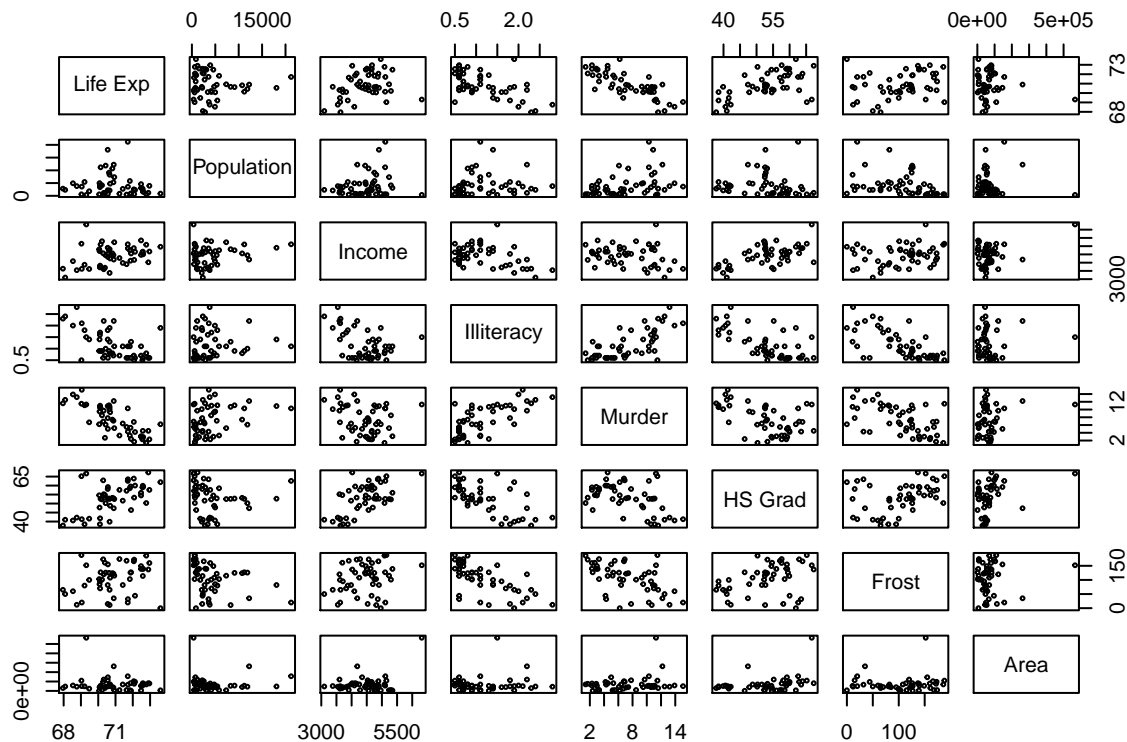 0 15000 0.5 2.0 40 55 0e+00 5e+05
Life Exp
68 73
Population
0
Income
3000
Illiteracy
0.5
Murder
2 12
HS Grad
40 65
Frost
0 150
Area
0e+00
68 71 3000 5500 2 8 14 0 100